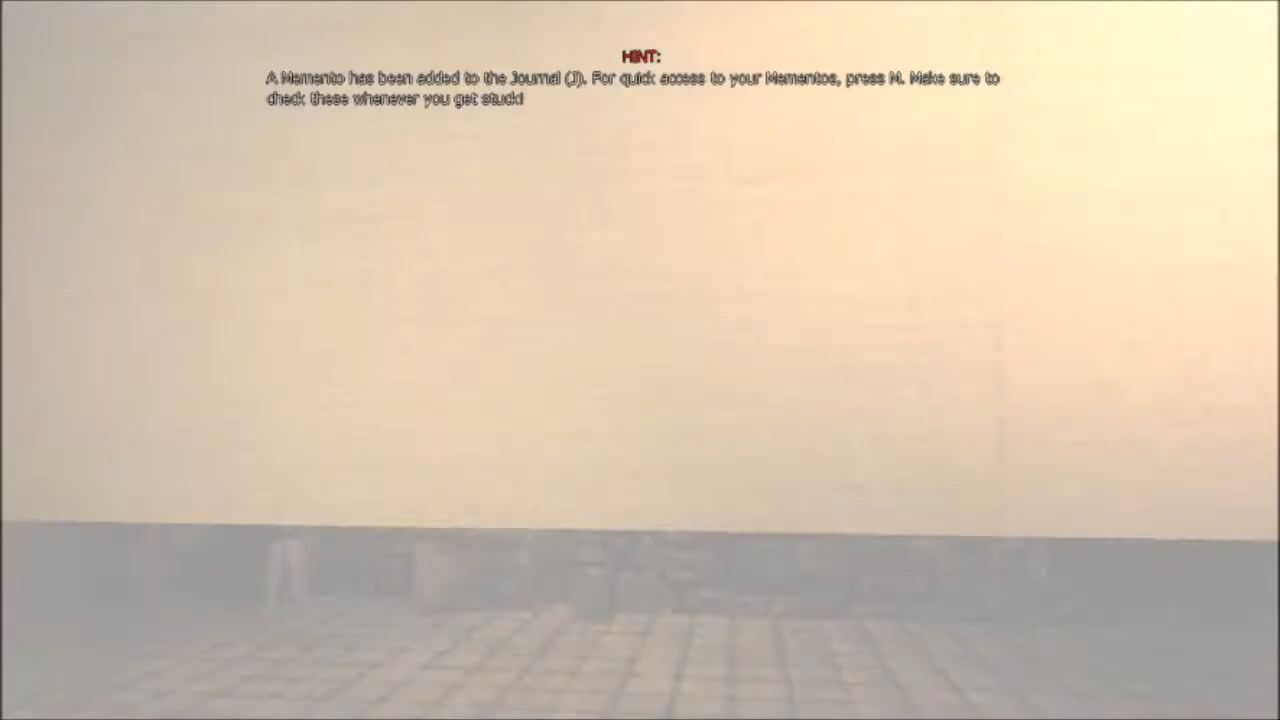 HINT:
A Memento has been added to the Journal (J). For quick access to your Mementos, press M. Make sure to
check these whenever you get stuck!